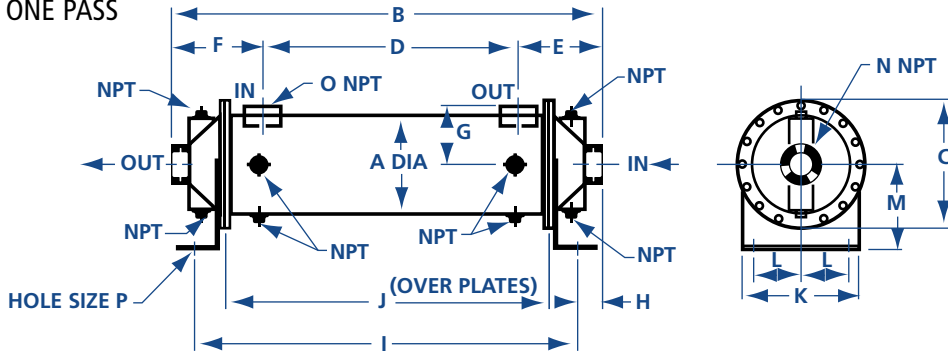 ONE PASS
B
F
D
E
NPT
IN
O NPT
OUT
NPT
N NPT
G
A DIA
OUT
IN
C
M
NPT
NPT
NPT
NPT
L
L
HOLE SIZE P
J
(OVER PLATES)
H
K
I